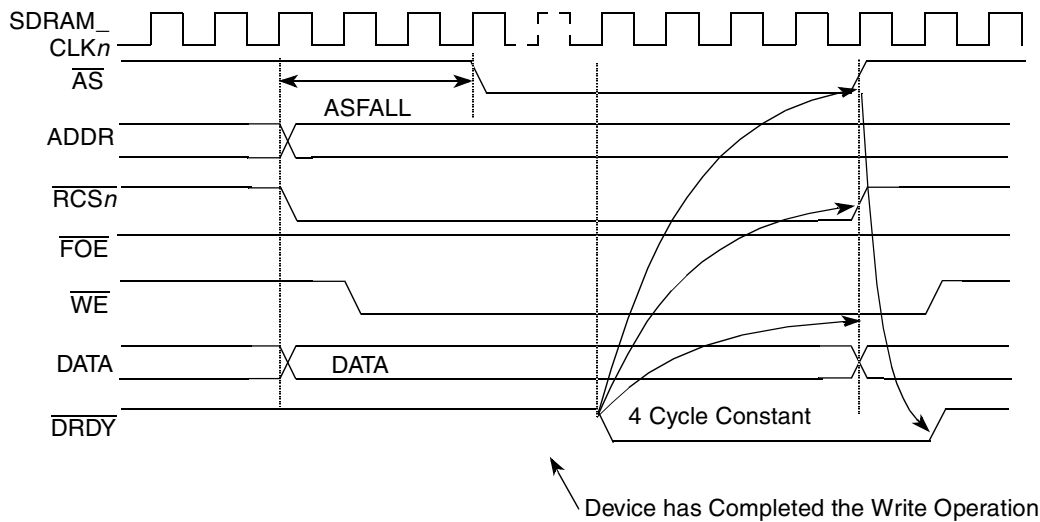 SDRAM_
CLKn
AS
ASFALL
ADDR
RCSn
FOE
WE
DATA
DATA
DRDY
4 Cycle Constant
Device has Completed the Write Operation